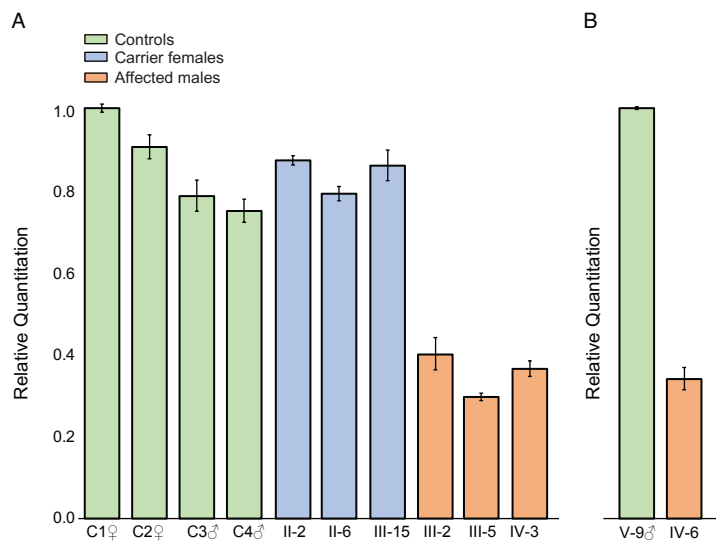 A
B
Controls
Carrier females
Affected males
Relative Quantitation
1.0
0.8
0.6
0.4
0.2
0.0
C1♀ C2♀ C3♂ C4♂ II-2 II-6 III-15 III-2 III-5 IV-3
Relative Quantitation
V-9♂ IV-6